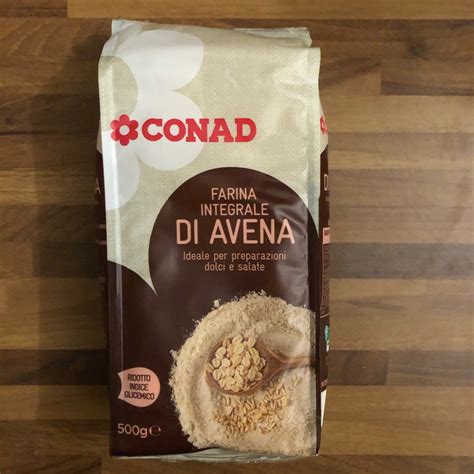 CONAD
FARINA
INTEGRALE
DI AVENA
Ideale per preparazioni
dolci e salate
RIDOTTO
INDICE
GLICEMICO
500g℮